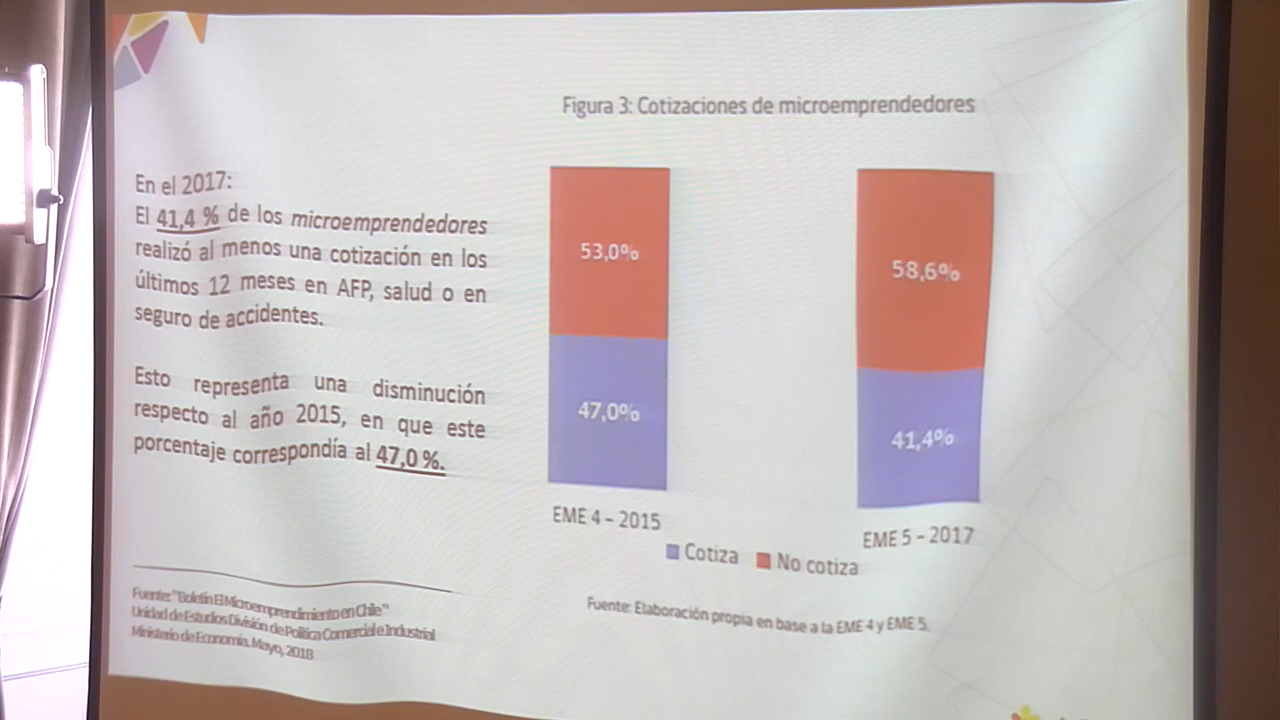 Figura 3: Cotizaciones de microemprendedores
En el 2017:
El 41,4 % de los microemprendedores
realizó al menos una cotización en los
últimos 12 meses en AFP, salud o en
seguro de accidentes.
Esto representa una disminución
respecto al año 2015, en que este
porcentaje correspondía al 47,0 %.
53,0%
47,0%
58,6%
41,4%
EME 4 – 2015
EME 5 – 2017
Cotiza
No cotiza
Fuente: "Boletín El Microemprendimiento en Chile"
Unidad de Estudios División de Política Comercial e Industrial
Ministerio de Economía. Mayo, 2018
Fuente: Elaboración propia en base a la EME 4 y EME 5.